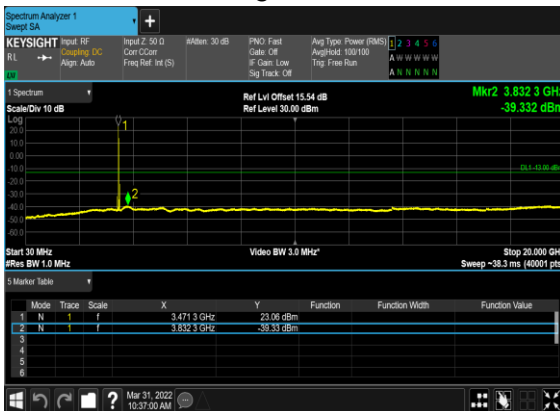 Spectrum Analyzer 1
Swept SA
+
KEYSIGHT Input: RF Input Z: 50 Ω #Atten: 30 dB PNO: Fast Avg Type: Power (RMS) 1 2 3 4 5 6
RL Coupling: DC Corr CCorr Gate: Off Avg|Hold: 100/100 A W W W W W
Align: Auto Freq Ref: Int (S) IF Gain: Low Trig: Free Run
Sig Track: Off A N N N N N
1 Spectrum Ref Lvl Offset 15.54 dB Mkr2 3.832 3 GHz
Scale/Div 10 dB Ref Level 30.00 dBm -39.332 dBm
Log
20.0 1
10.0
0.00
-10.0 DL1 -13.00 dBm
-20.0
-30.0 2
-40.0
-50.0
-60.0
Start 30 MHz Video BW 3.0 MHz* Stop 20.000 GHz
#Res BW 1.0 MHz Sweep ~38.3 ms (40001 pts)
5 Marker Table
Mode Trace Scale X Y Function Function Width Function Value
1 N 1 f 3.471 3 GHz 23.06 dBm
2 N 1 f 3.832 3 GHz -39.33 dBm
3
4
5
6
? Mar 31, 2022
10:37:00 AM